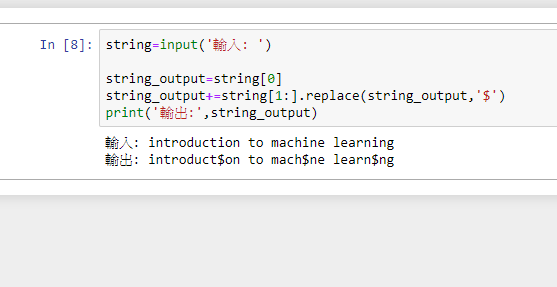 In [8]: string=input('輸入: ')
string_output=string[0]
string_output+=string[1:].replace(string_output,'$')
print('輸出:',string_output)
輸入: introduction to machine learning
輸出: introduct$on to mach$ne learn$ng